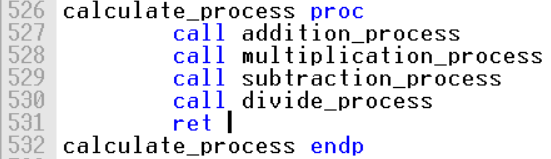 526 calculate_process proc
527 call addition_process
528 call multiplication_process
529 call subtraction_process
530 call divide_process
531 ret
532 calculate_process endp